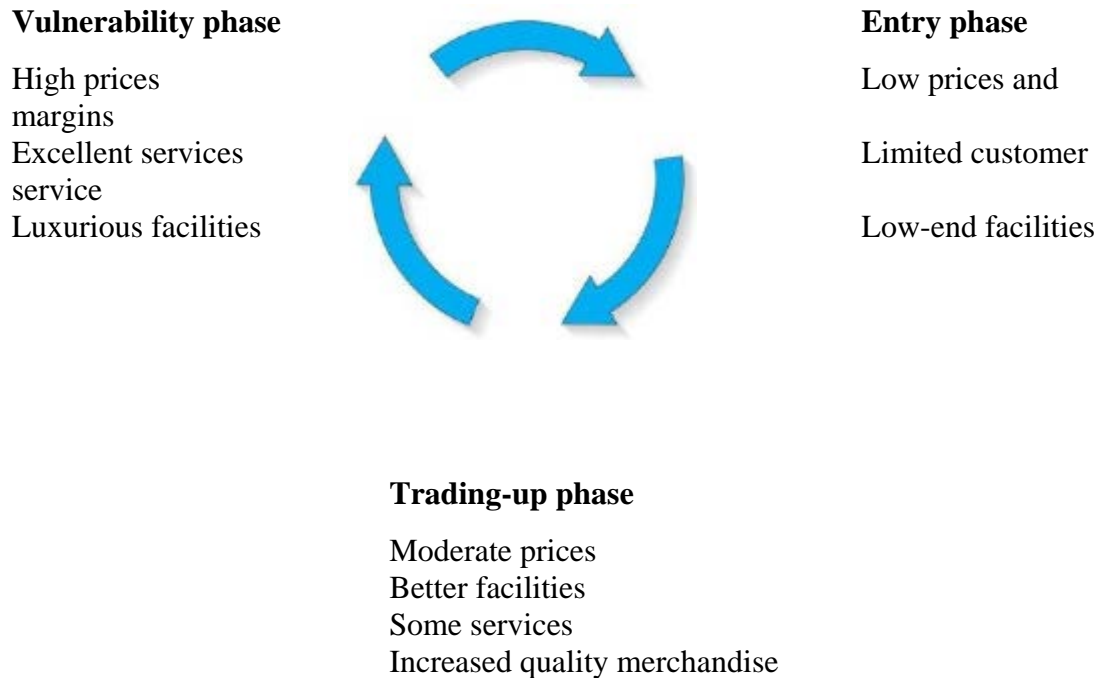 Vulnerability phase
High prices
margins
Excellent services
service
Luxurious facilities
Entry phase
Low prices and
Limited customer
Low-end facilities
Trading-up phase
Moderate prices
Better facilities
Some services
Increased quality merchandise